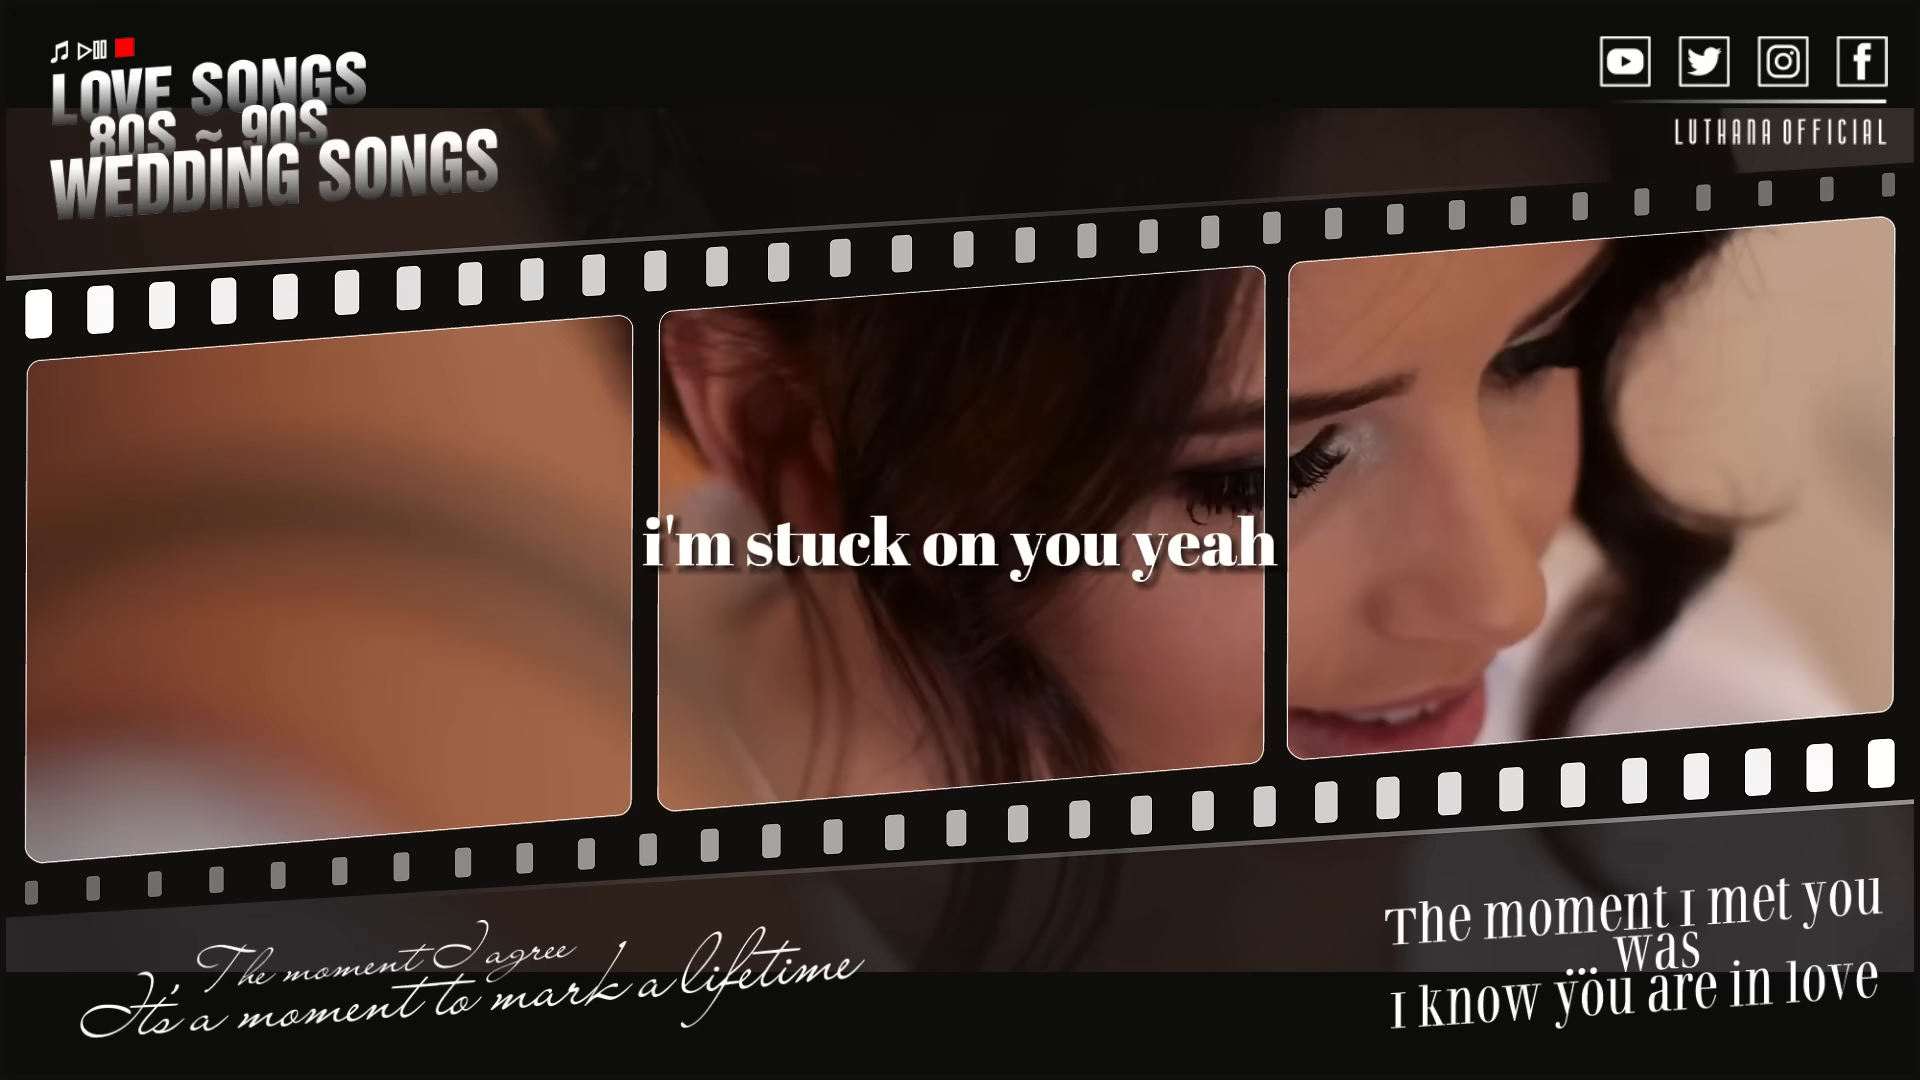 LOVE SONGS
80S ~ 90S
WEDDING SONGS
LUTHANA OFFICIAL
i'm stuck on you yeah
The moment I agree
It's a moment to mark a lifetime
The moment I met you
was
I know yöu are in love